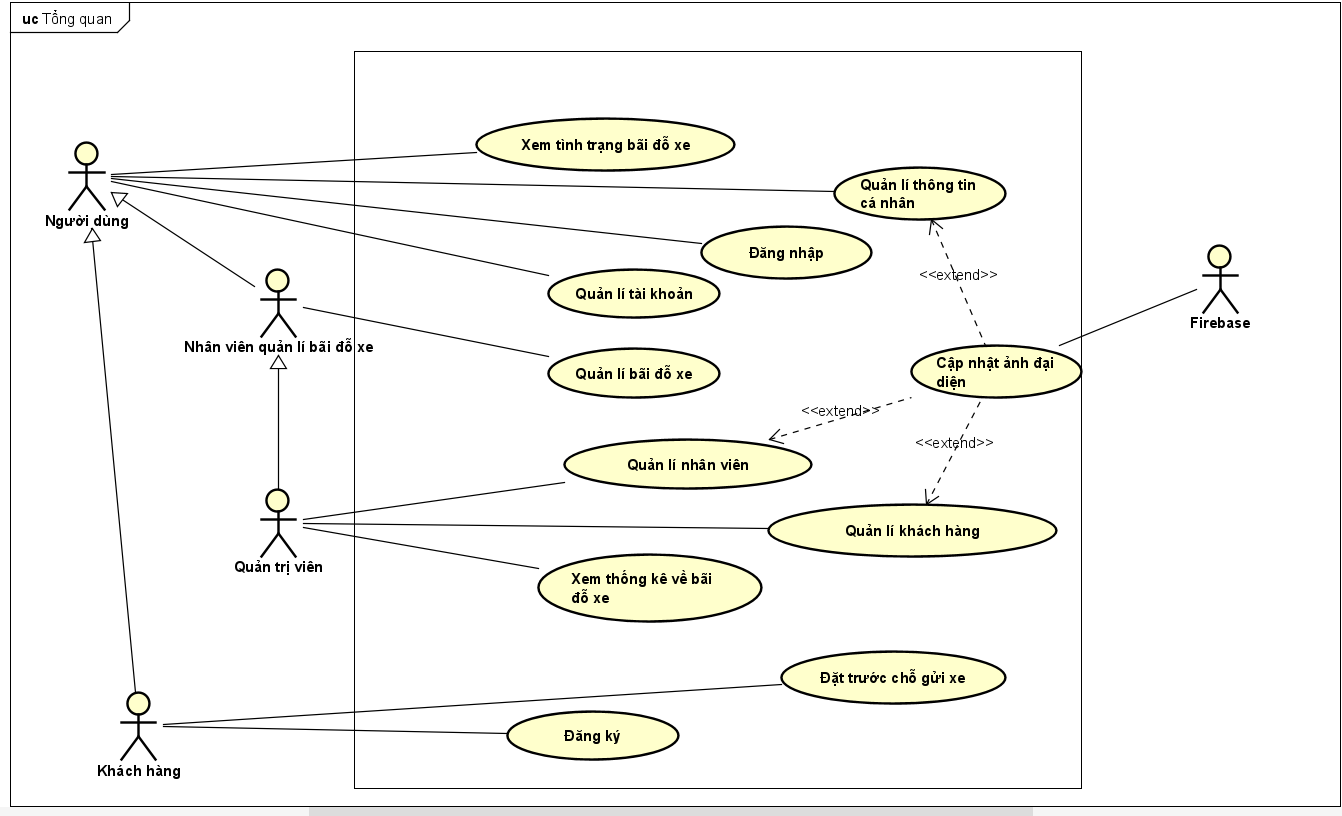 uc Tổng quan
Xem tình trạng bãi đỗ xe
Quản lí thông tin
cá nhân
Người dùng
Đăng nhập
<<extend>>
Quản lí tài khoản
Firebase
Nhân viên quản lí bãi đỗ xe
Quản lí bãi đỗ xe
Cập nhật ảnh đại
diện
<<extend>>
<<extend>>
Quản lí nhân viên
Quản lí khách hàng
Quản trị viên
Xem thống kê về bãi
đỗ xe
Đặt trước chỗ gửi xe
Đăng ký
Khách hàng